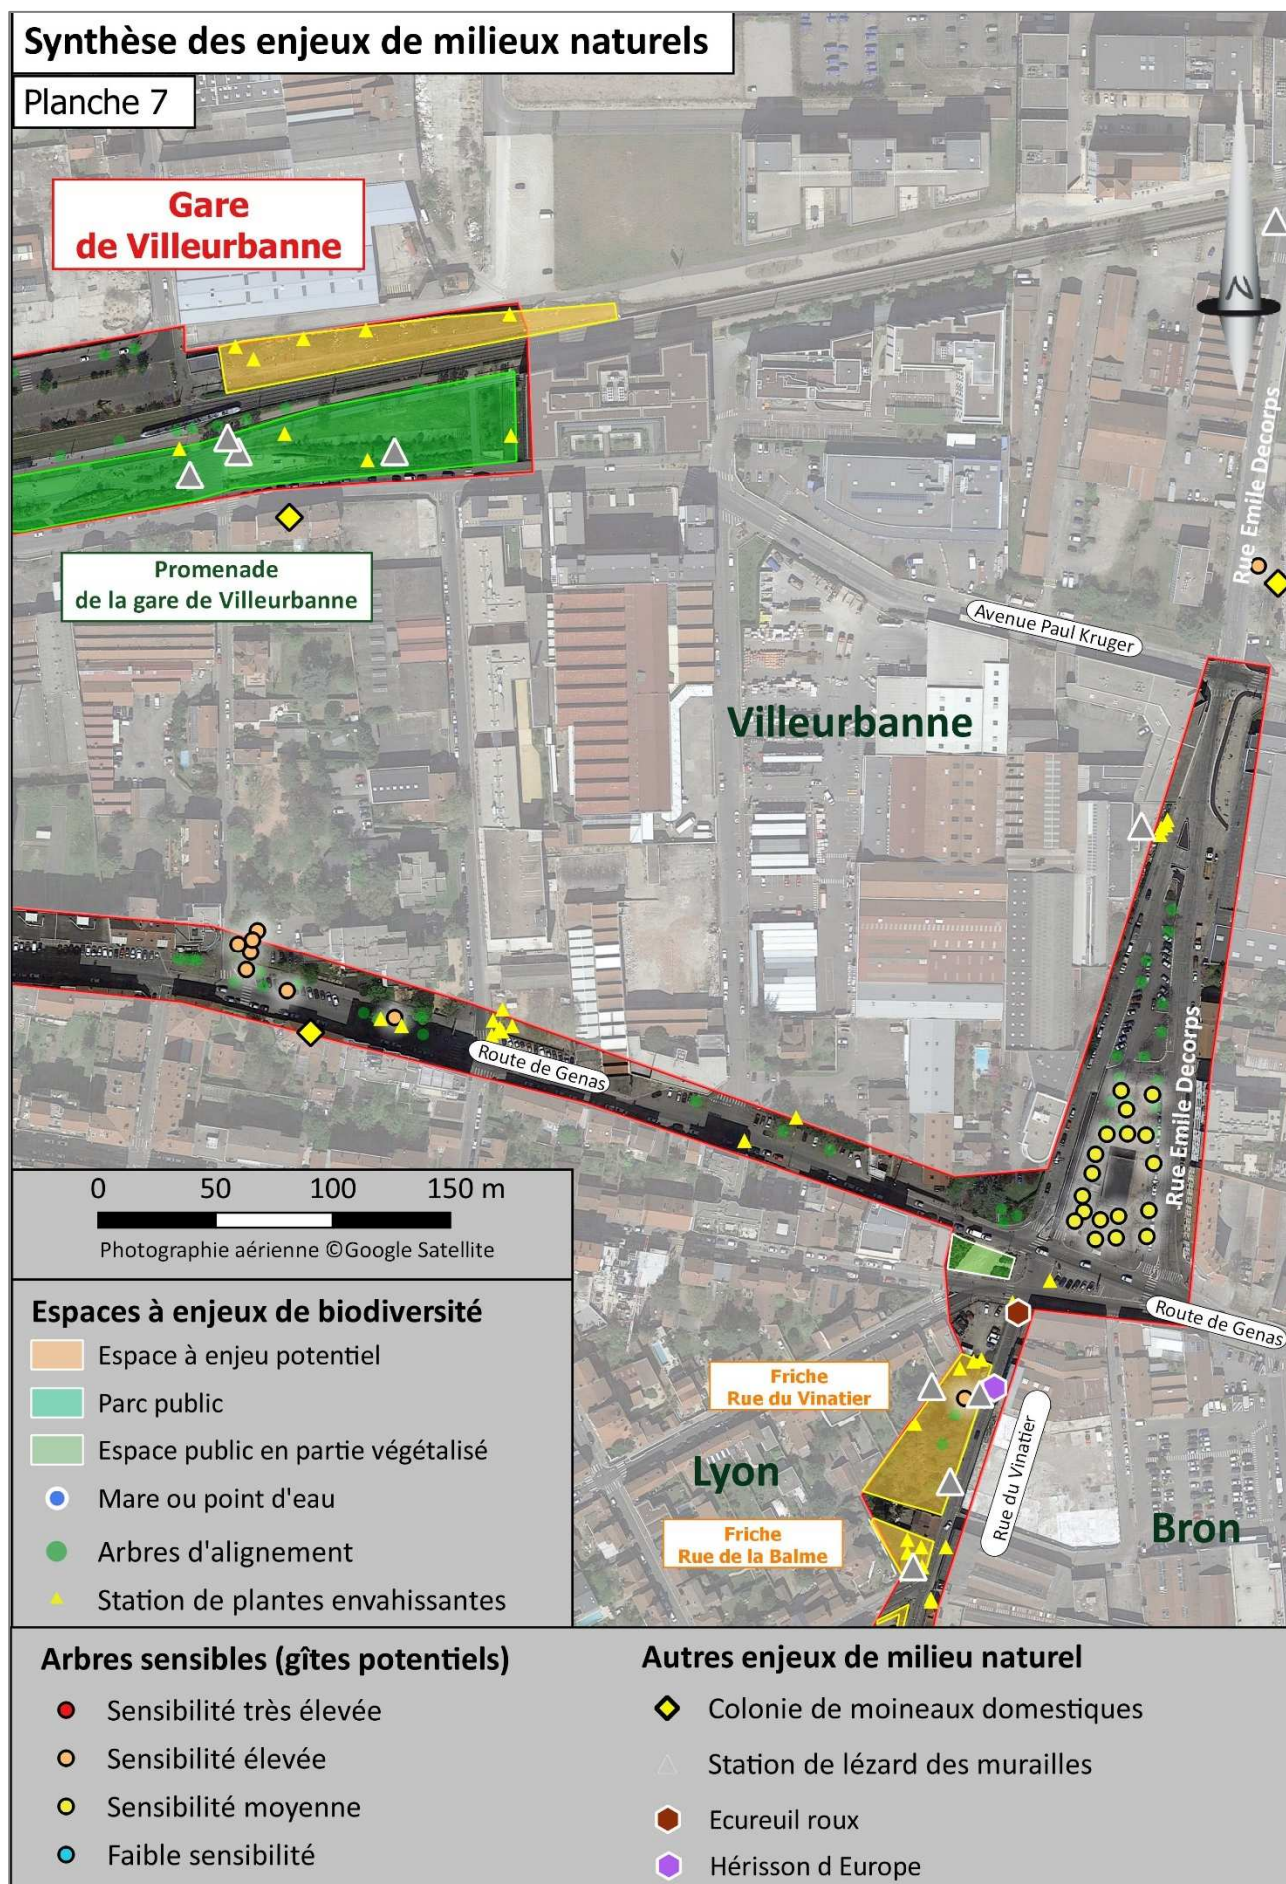 Synthèse des enjeux de milieux naturels
Planche 7
Gare
de Villeurbanne
N
Rue Emile Decorps
Promenade
de la gare de Villeurbanne
Avenue Paul Kruger
Villeurbanne
Route de Genas
Rue Emile Decorps
0 50 100 150 m
Photographie aérienne ©Google Satellite
Route de Genas
Friche
Rue du Vinatier
Rue du Vinatier
Lyon
Friche
Rue de la Balme
Bron
Espaces à enjeux de biodiversité
Espace à enjeu potentiel
Parc public
Espace public en partie végétalisé
Mare ou point d'eau
Arbres d'alignement
Station de plantes envahissantes
Arbres sensibles (gîtes potentiels)
Sensibilité très élevée
Sensibilité élevée
Sensibilité moyenne
Faible sensibilité
Autres enjeux de milieu naturel
Colonie de moineaux domestiques
Station de lézard des murailles
Ecureuil roux
Hérisson d Europe